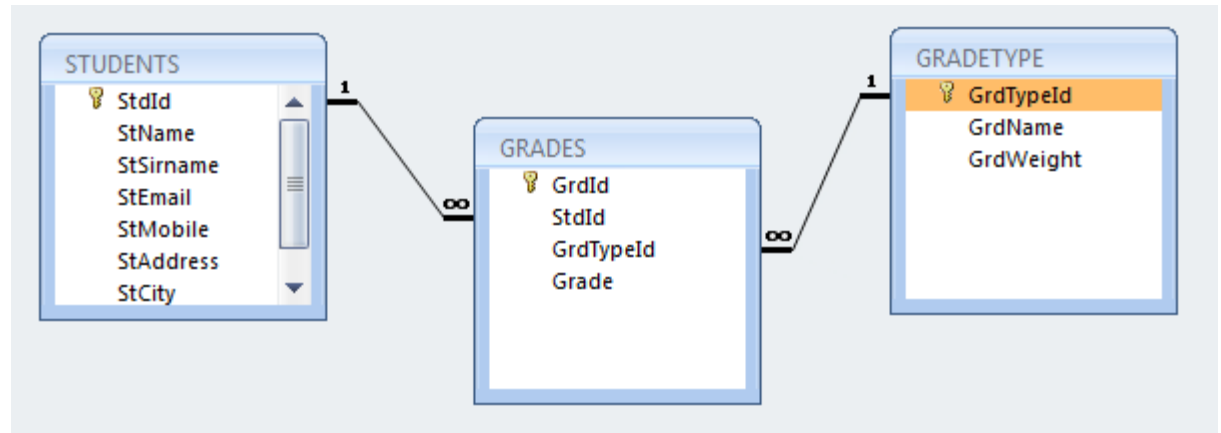 STUDENTS
StdId
StName
StSirname
StEmail
StMobile
StAddress
StCity
1
∞
GRADES
GrdId
StdId
GrdTypeId
Grade
∞
1
GRADETYPE
GrdTypeId
GrdName
GrdWeight